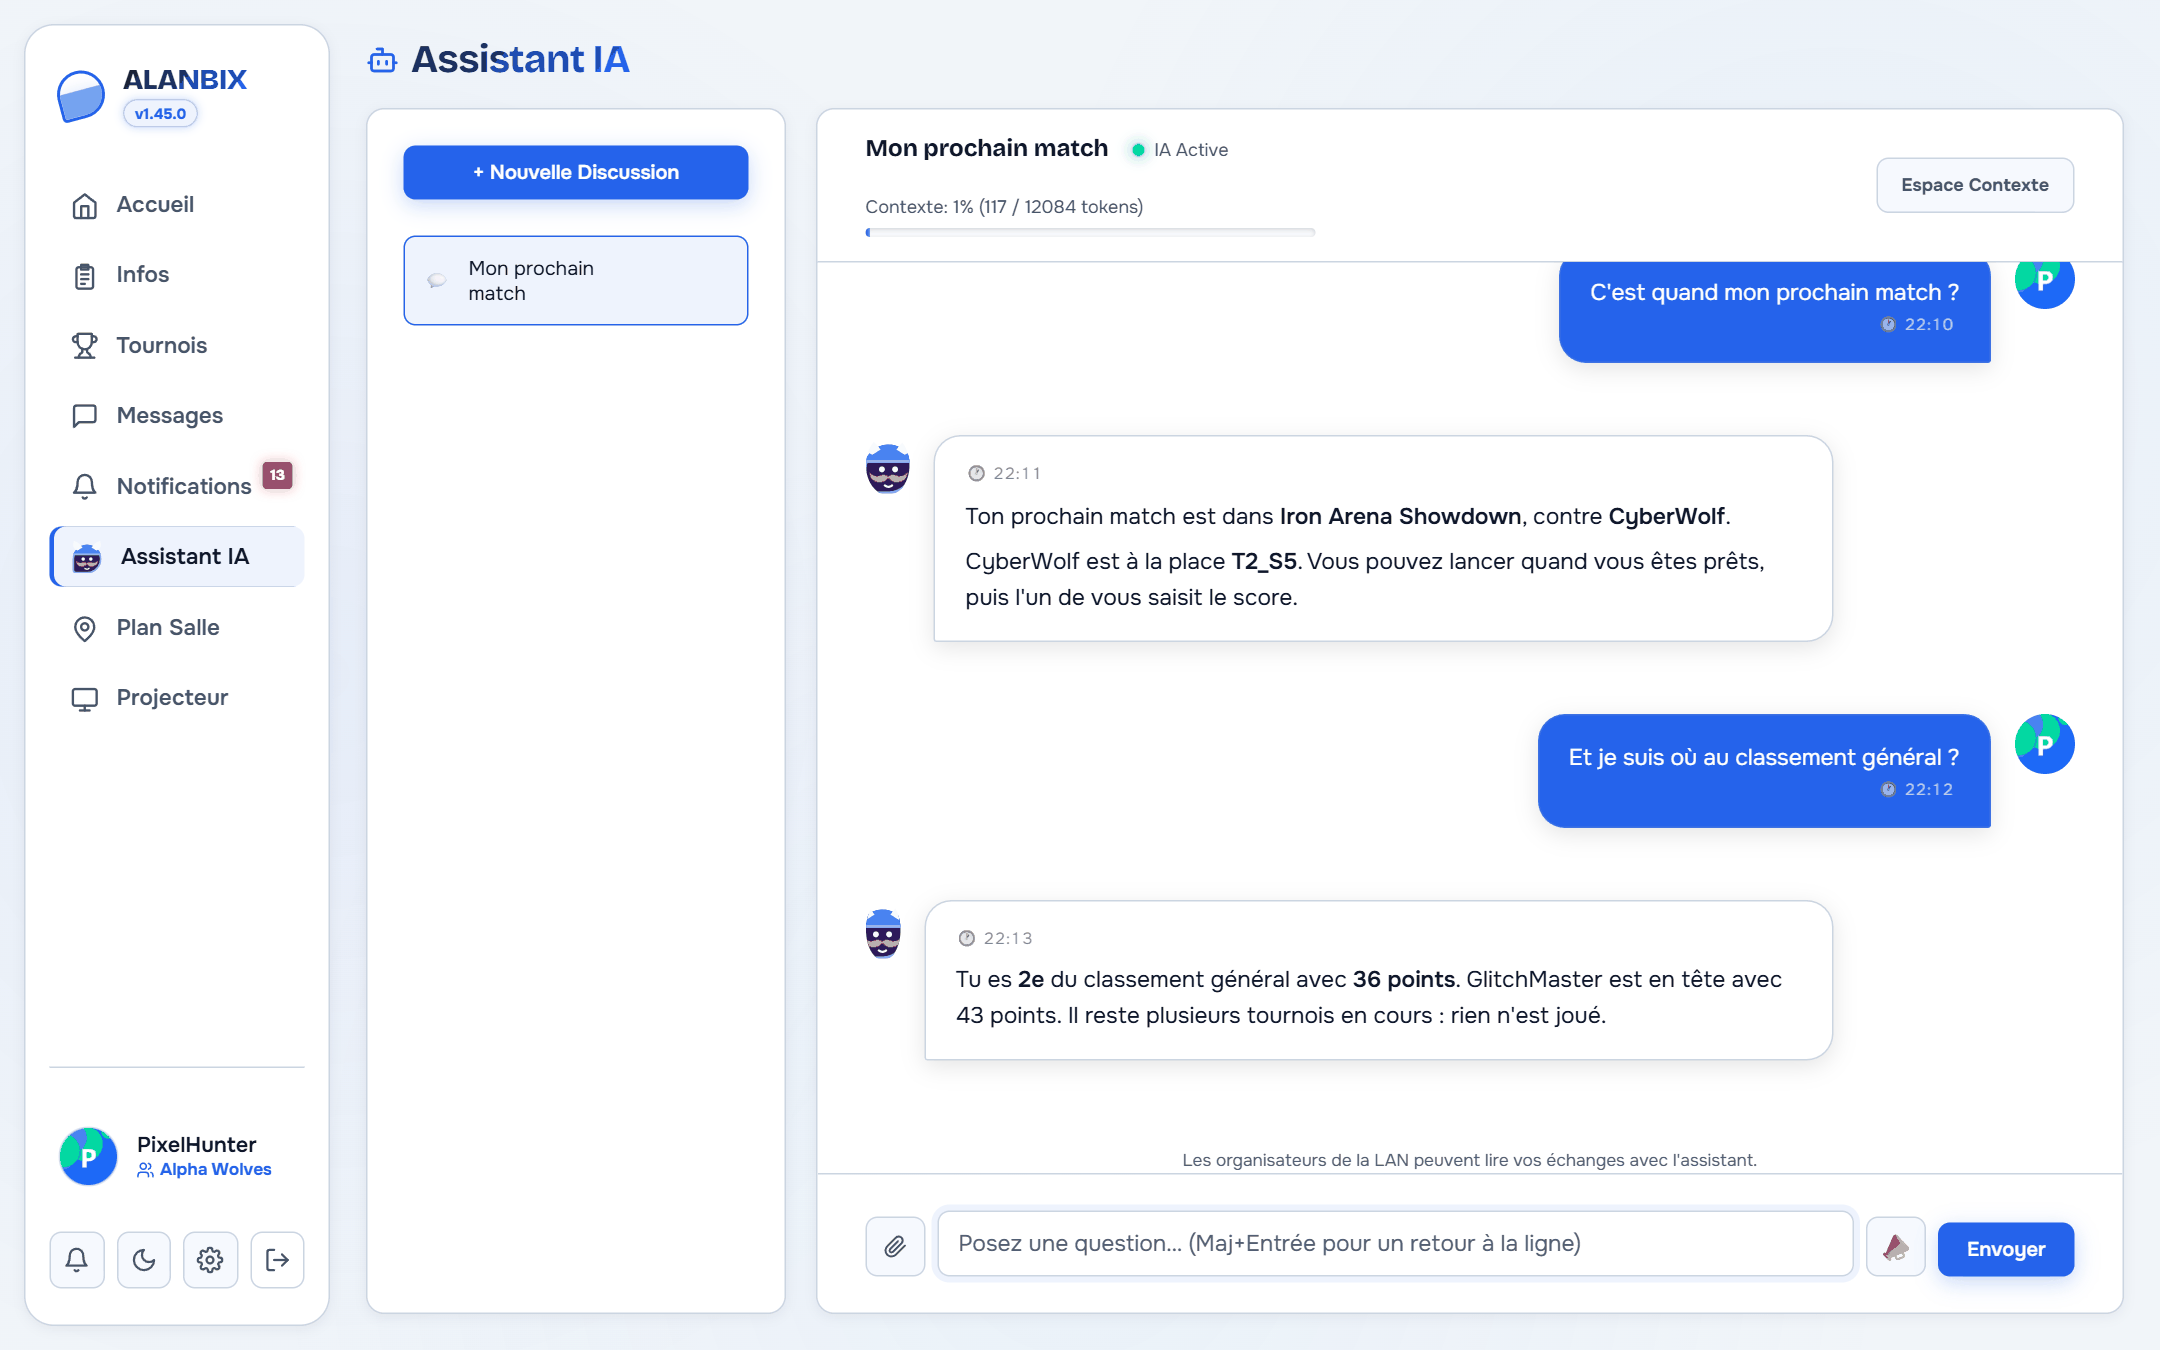 ALANBIX
v1.45.0
Accueil
Infos
Tournois
Messages
Notifications
13
Assistant IA
Plan Salle
Projecteur
P
PixelHunter
Alpha Wolves
Assistant IA
+ Nouvelle Discussion
Mon prochain
match
Mon prochain match
IA Active
Contexte: 1% (117 / 12084 tokens)
Espace Contexte
C'est quand mon prochain match ?
22:10
P
22:11
Ton prochain match est dans Iron Arena Showdown, contre CyberWolf.
CyberWolf est à la place T2_S5. Vous pouvez lancer quand vous êtes prêts,
puis l'un de vous saisit le score.
Et je suis où au classement général ?
22:12
P
22:13
Tu es 2e du classement général avec 36 points. GlitchMaster est en tête avec
43 points. Il reste plusieurs tournois en cours : rien n'est joué.
Les organisateurs de la LAN peuvent lire vos échanges avec l'assistant.
Posez une question... (Maj+Entrée pour un retour à la ligne)
Envoyer